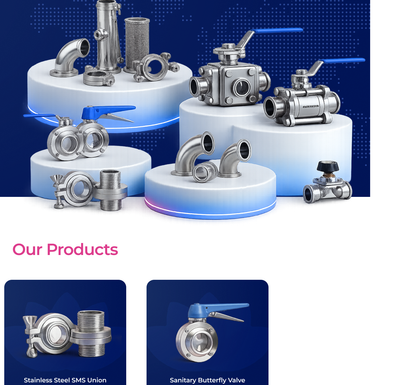 Our Products
Stainless Steel SMS Union
Sanitary Butterfly Valve